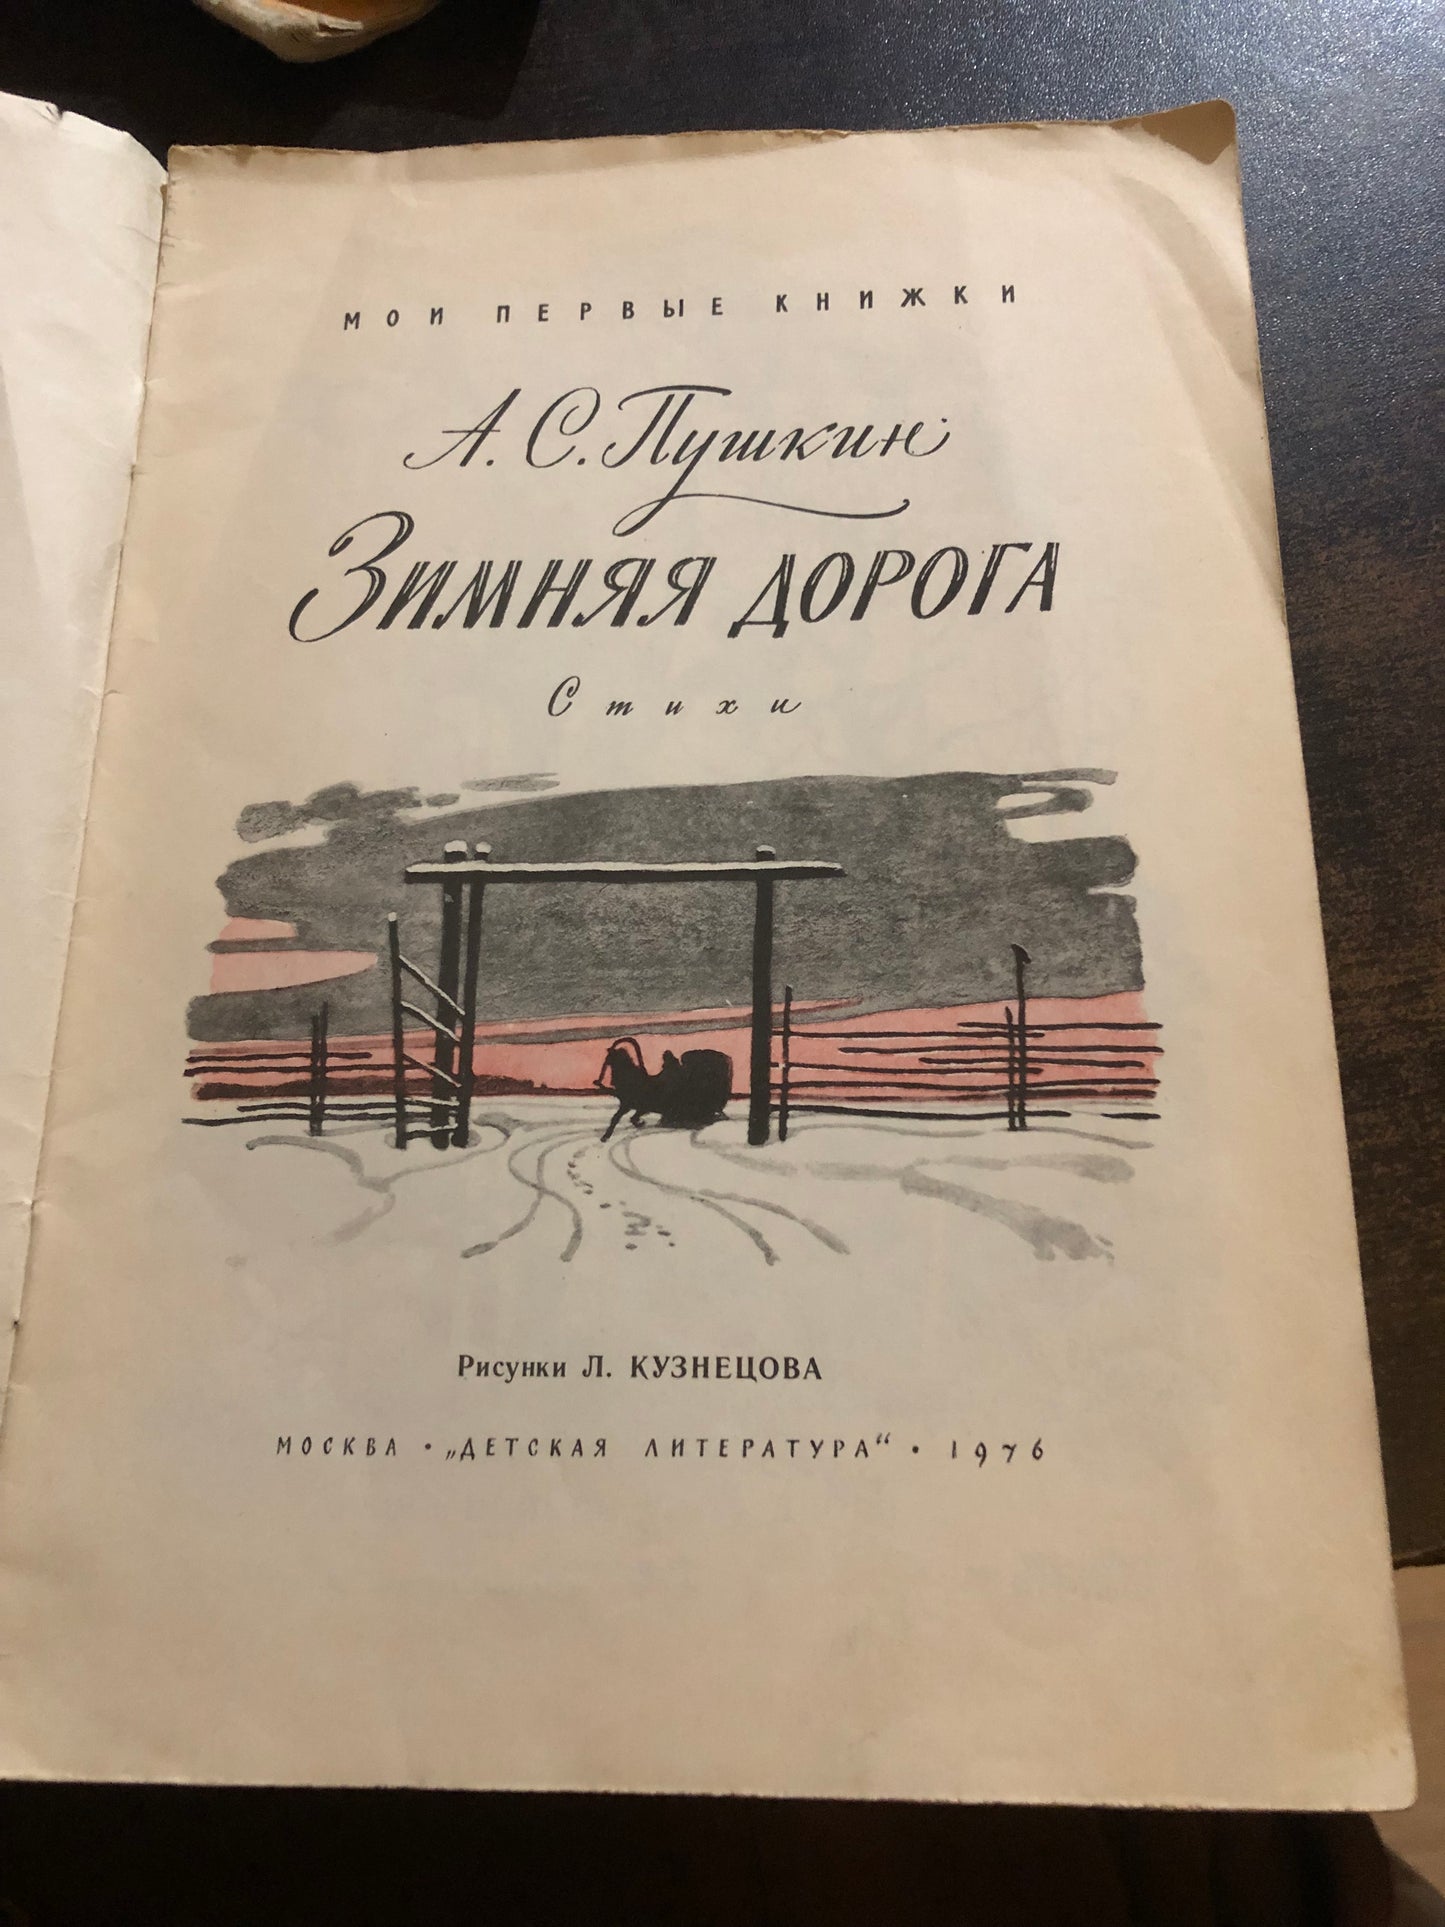 МОИ ПЕРВЫЕ КНИЖКИ
А. С. Пушкин
Зимняя дорога
Стихи
Рисунки Л. КУЗНЕЦОВА
МОСКВА • „ДЕТСКАЯ ЛИТЕРАТУРА“ • 1976